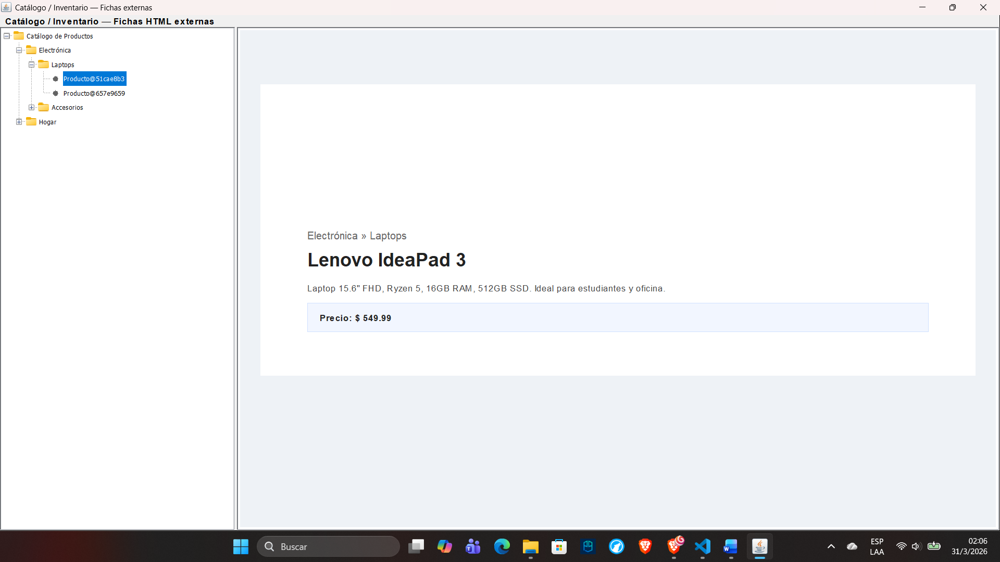 Catálogo / Inventario — Fichas externas
Catálogo / Inventario — Fichas HTML externas
Catálogo de Productos
Electrónica
Laptops
Producto@51cae8b3
Producto@657e9659
Accesorios
Hogar
Electrónica » Laptops
Lenovo IdeaPad 3
Laptop 15.6" FHD, Ryzen 5, 16GB RAM, 512GB SSD. Ideal para estudiantes y oficina.
Precio: $ 549.99
Buscar
ESP
LAA
02:06
31/3/2026